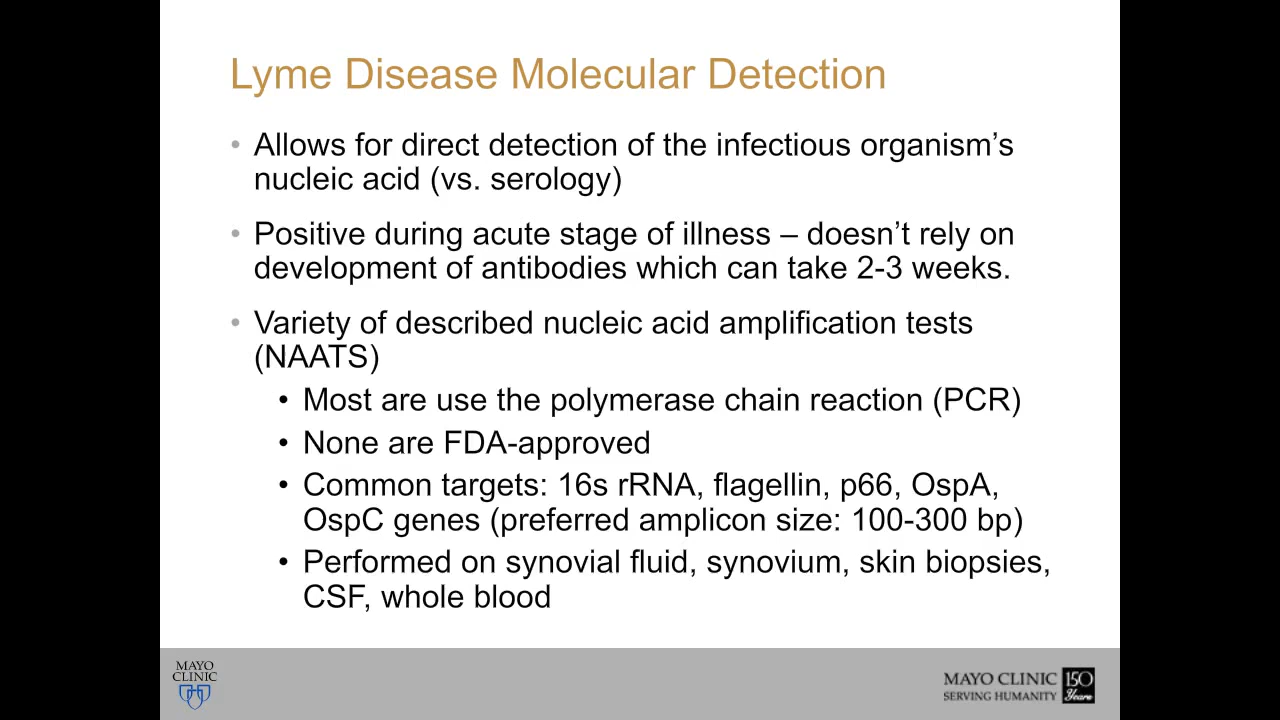 Lyme Disease Molecular Detection
• Allows for direct detection of the infectious organism’s
nucleic acid (vs. serology)
• Positive during acute stage of illness – doesn’t rely on
development of antibodies which can take 2-3 weeks.
• Variety of described nucleic acid amplification tests
(NAATS)
• Most are use the polymerase chain reaction (PCR)
• None are FDA-approved
• Common targets: 16s rRNA, flagellin, p66, OspA,
OspC genes (preferred amplicon size: 100-300 bp)
• Performed on synovial fluid, synovium, skin biopsies,
CSF, whole blood
MAYO
CLINIC
MAYO CLINIC 150
SERVING HUMANITY Years